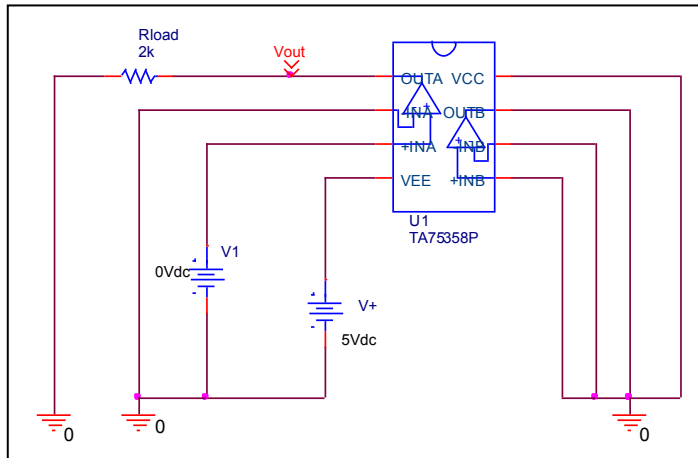 Rload
2k
Vout
OUTA VCC
-INA OUTB
+INA -INB
VEE +INB
U1
TA75358P
V1
0Vdc
V+
5Vdc
0
0
0